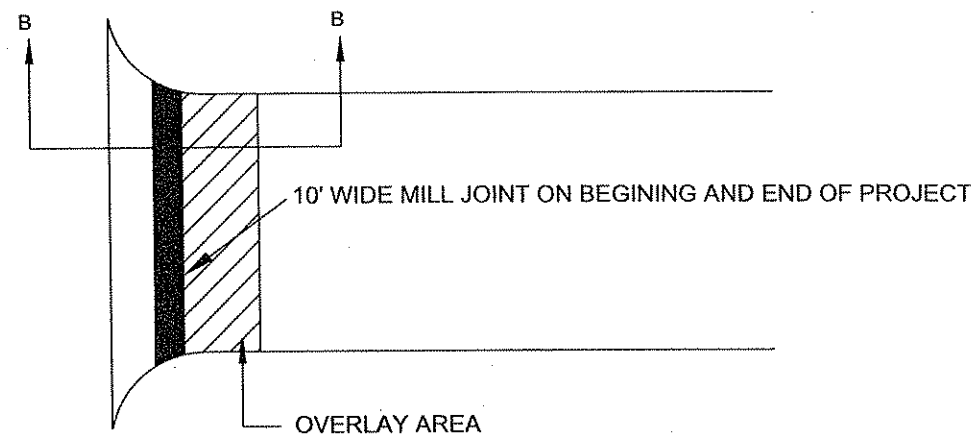 B
B
10' WIDE MILL JOINT ON BEGINING AND END OF PROJECT
OVERLAY AREA